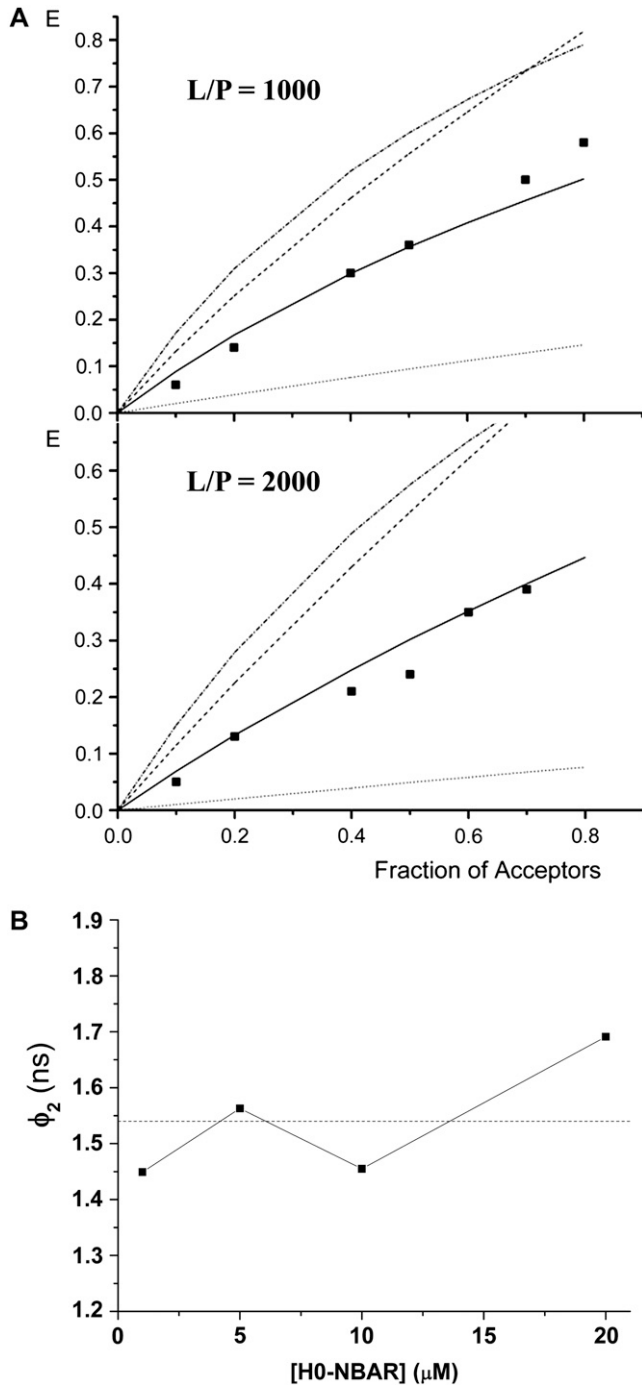 A
E
0.8
0.7
0.6
0.5
0.4
0.3
0.2
0.1
0.0
L/P = 1000
E
0.6
0.5
0.4
0.3
0.2
0.1
0.0
L/P = 2000
0.0 0.2 0.4 0.6 0.8
Fraction of Acceptors
B
1.9
1.8
1.7
1.6
1.5
1.4
1.3
1.2
ϕ₂ (ns)
0 5 10 15 20
[H0-NBAR] (μM)